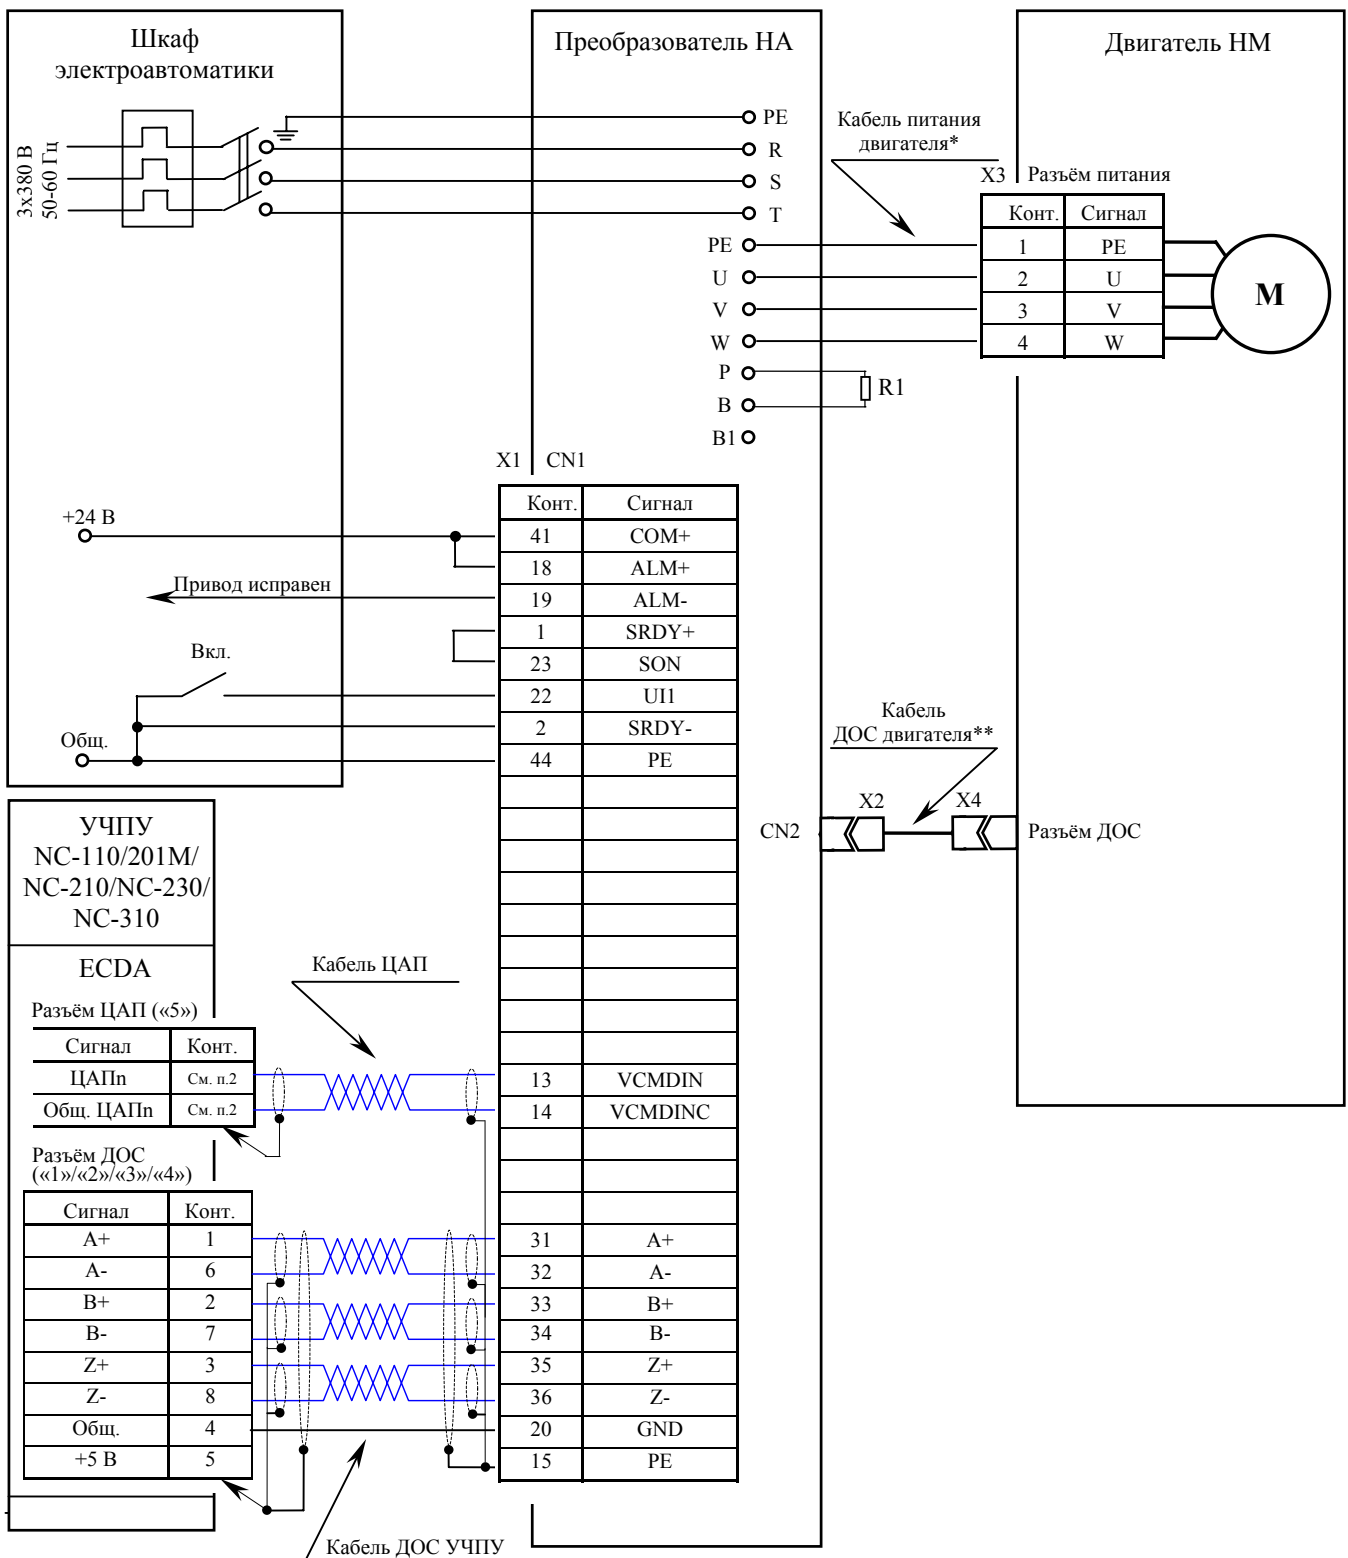 Шкаф
электроавтоматики
3x380 В
50-60 Гц
Преобразователь НА
PE
R
S
T
PE
U
V
W
P
B
B1
R1
Кабель питания
двигателя*
Двигатель НМ
X3 Разъём питания
Конт. Сигнал
1 PE
2 U
3 V
4 W
M
X1 CN1
Конт. Сигнал
41 COM+
18 ALM+
19 ALM-
1 SRDY+
23 SON
22 UI1
2 SRDY-
44 PE
13 VCMDIN
14 VCMDINC
31 A+
32 A-
33 B+
34 B-
35 Z+
36 Z-
20 GND
15 PE
+24 В
Привод исправен
Вкл.
Общ.
Кабель
ДОС двигателя**
CN2
X2
X4
Разъём ДОС
УЧПУ
NC-110/201M/
NC-210/NC-230/
NC-310
ECDA
Разъём ЦАП («5»)
Сигнал Конт.
ЦАПn См. п.2
Общ. ЦАПn См. п.2
Кабель ЦАП
Разъём ДОС
(«1»/«2»/«3»/«4»)
Сигнал Конт.
A+ 1
A- 6
B+ 2
B- 7
Z+ 3
Z- 8
Общ. 4
+5 В 5
Кабель ДОС УЧПУ